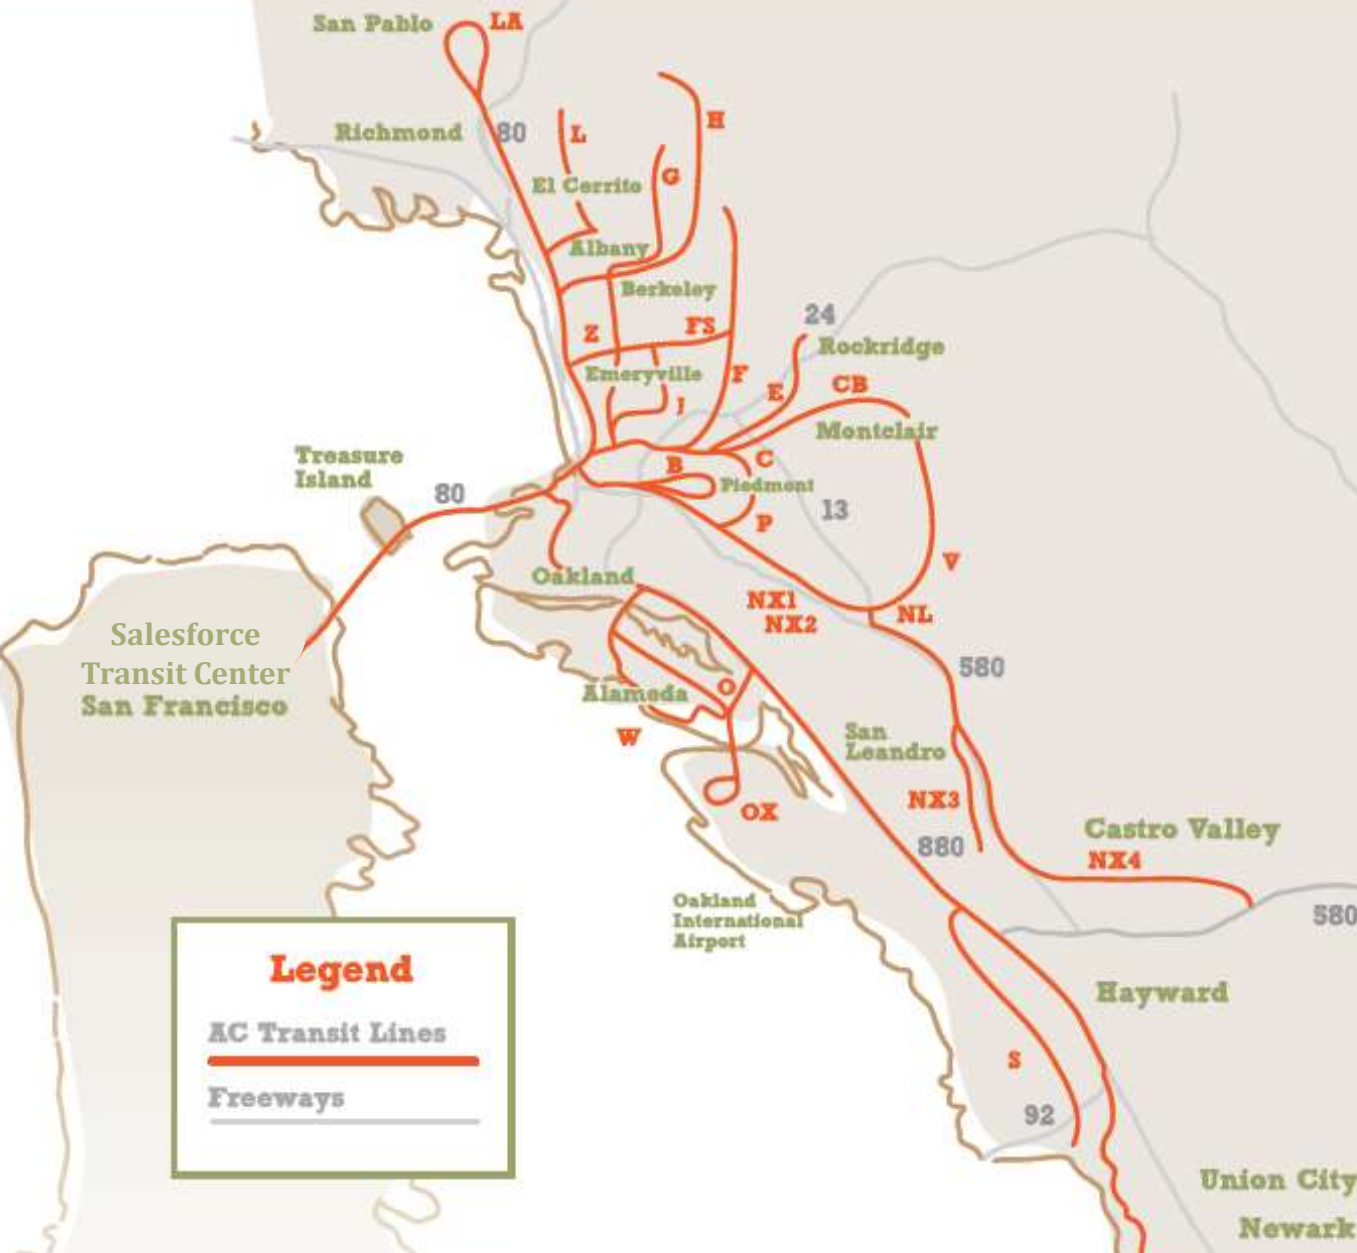 San Pablo
LA
Richmond
80
L
H
G
El Cerrito
Albany
Berkeley
Z
FS
24
Rockridge
Emeryville
F
E
CB
J
Montclair
Treasure
Island
80
B
C
Piedmont
P
13
V
Oakland
NX1
NX2
NL
Salesforce
Transit Center
San Francisco
580
Alameda
O
W
San
Leandro
NX3
OX
880
Castro Valley
NX4
Oakland
International
Airport
580
Legend
AC Transit Lines
Freeways
Hayward
S
92
Union City
Newark